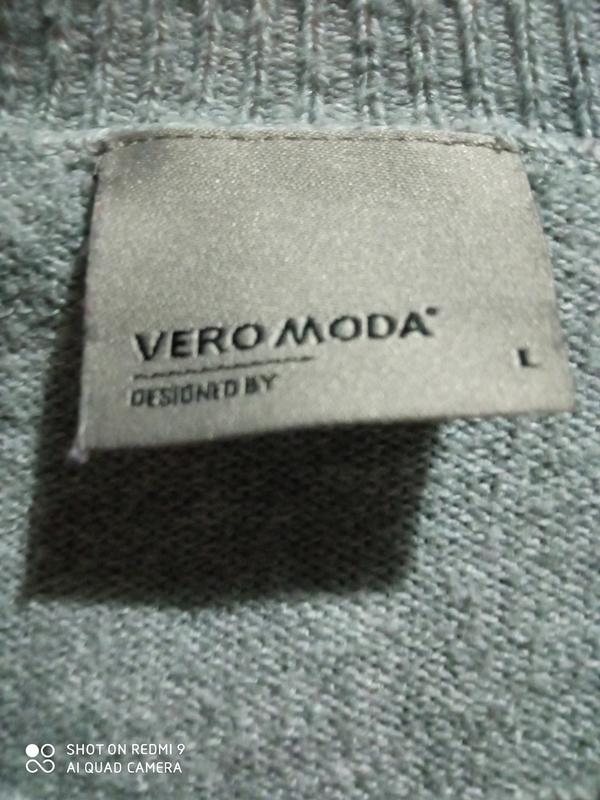 VERO MODA®
DESIGNED BY
L
SHOT ON REDMI 9
AI QUAD CAMERA